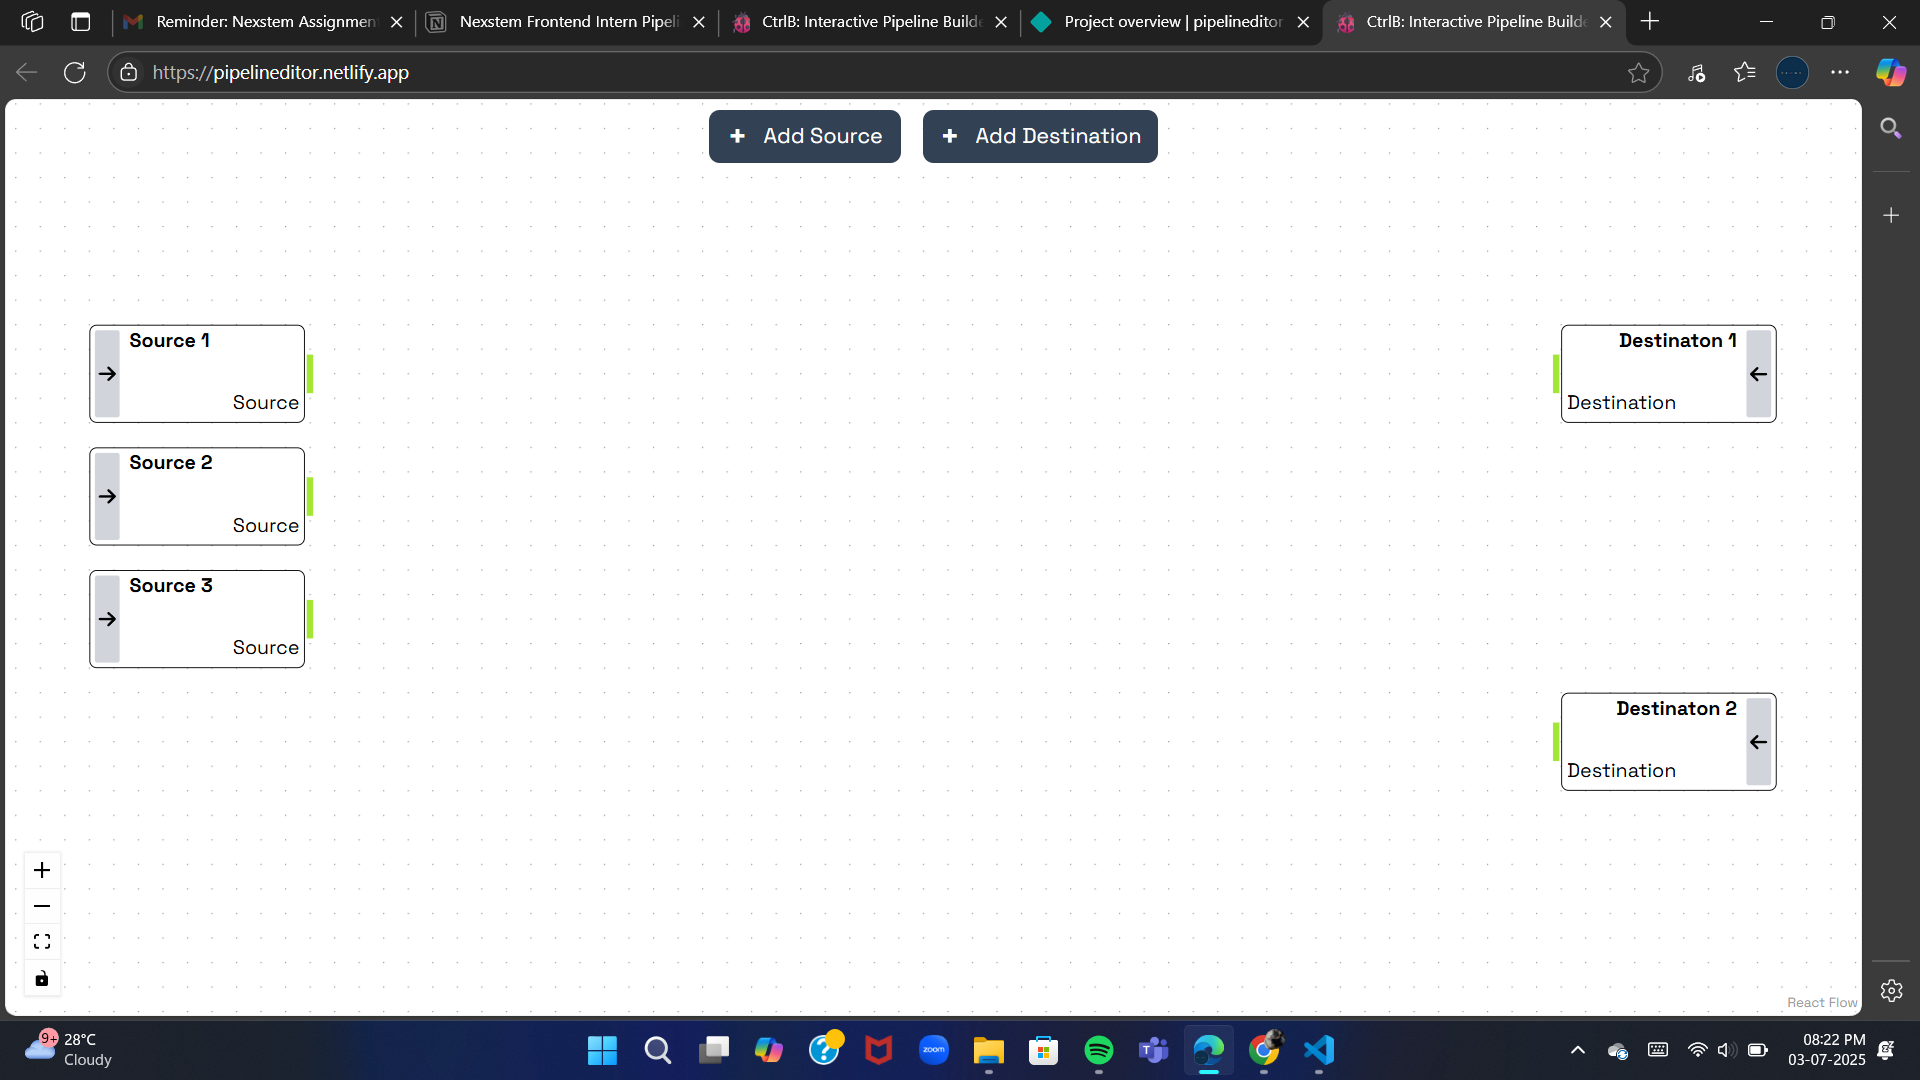 Reminder: Nexstem Assignmen
Nexstem Frontend Intern Pipeli
CtrlB: Interactive Pipeline Builde
Project overview | pipelineeditor
CtrlB: Interactive Pipeline Builde
https://pipelineditor.netlify.app
+ Add Source
+ Add Destination
Source 1
Source
Source 2
Source
Source 3
Source
Destinaton 1
Destination
Destinaton 2
Destination
React Flow
9+
28°C
Cloudy
zoom
08:22 PM
03-07-2025